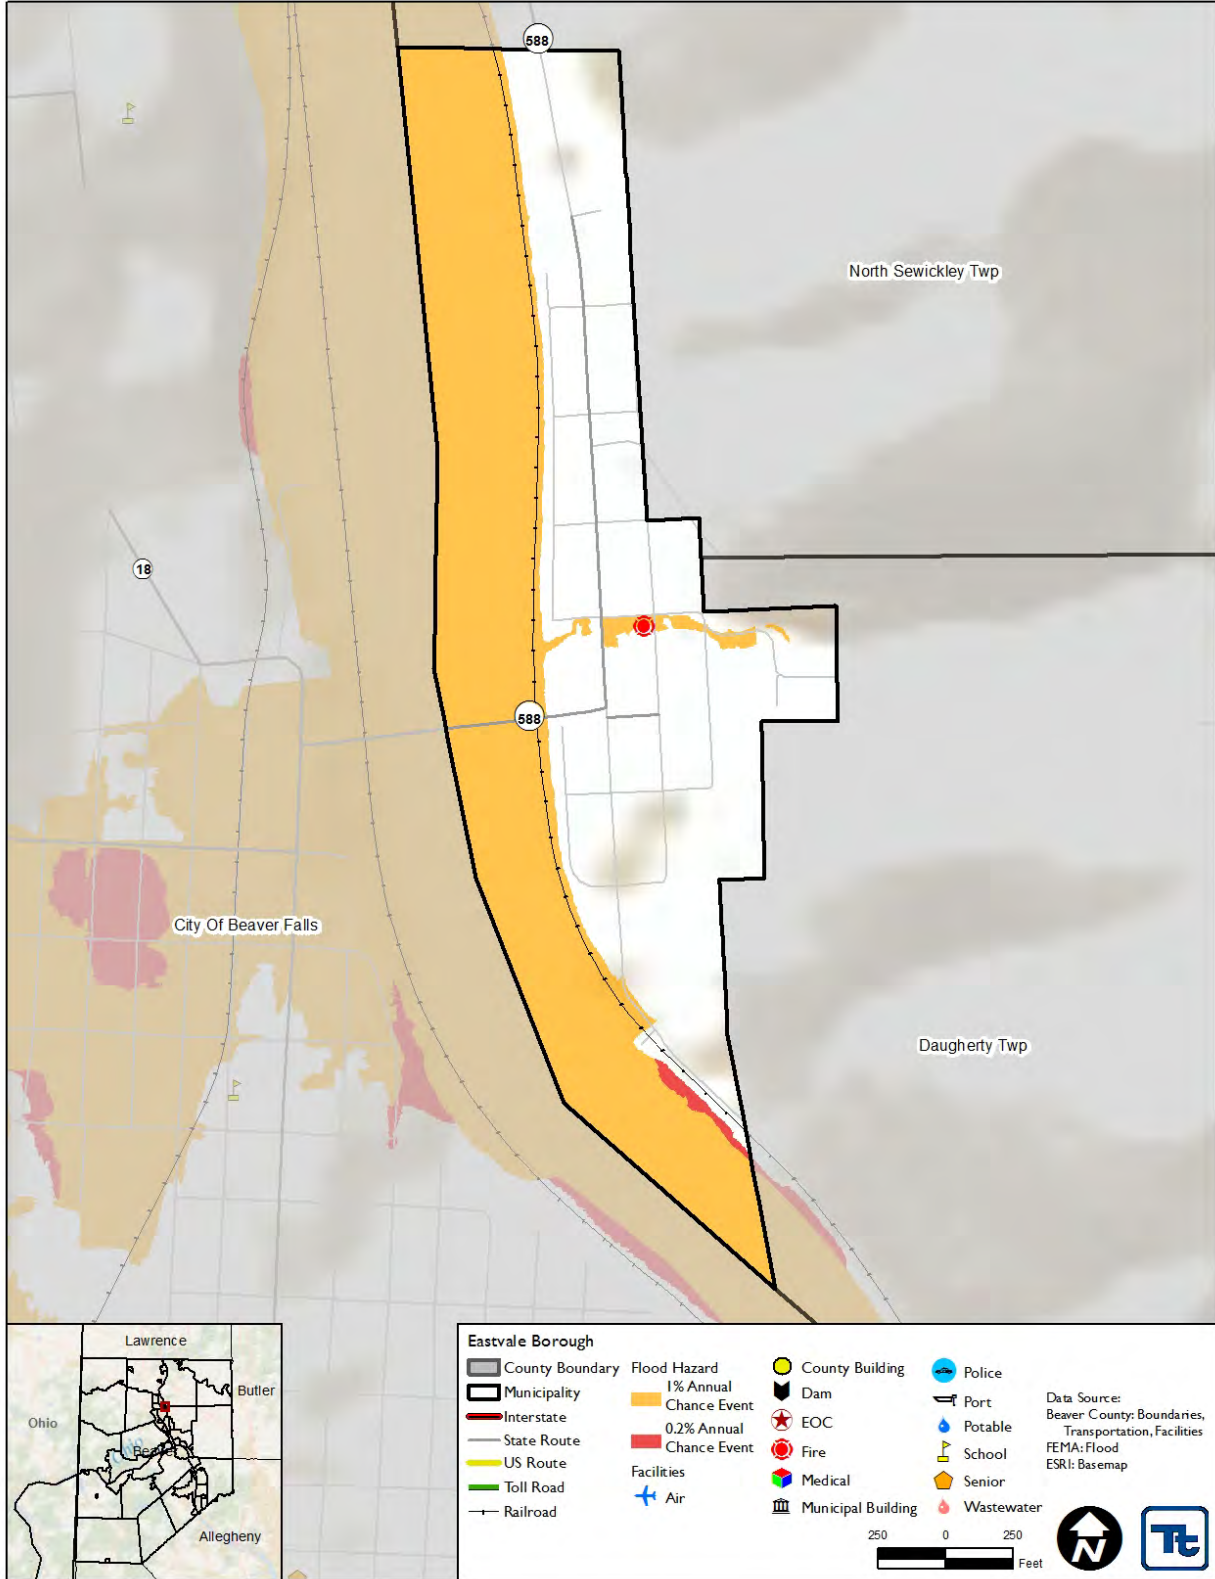 588
North Sewickley Twp
18
588
City Of Beaver Falls
Daugherty Twp
Lawrence
Butler
Ohio
Ohio
Beaver
Allegheny
Eastvale Borough
County Boundary
Municipality
Interstate
State Route
US Route
Toll Road
Railroad
Flood Hazard
1% Annual
Chance Event
0.2% Annual
Chance Event
Facilities
Air
County Building
Dam
EOC
Fire
Medical
Municipal Building
Police
Port
Potable
School
Senior
Wastewater
Data Source:
Beaver County: Boundaries,
Transportation, Facilities
FEMA: Flood
ESRI: Basemap
250 0 250
Feet
N
Tt